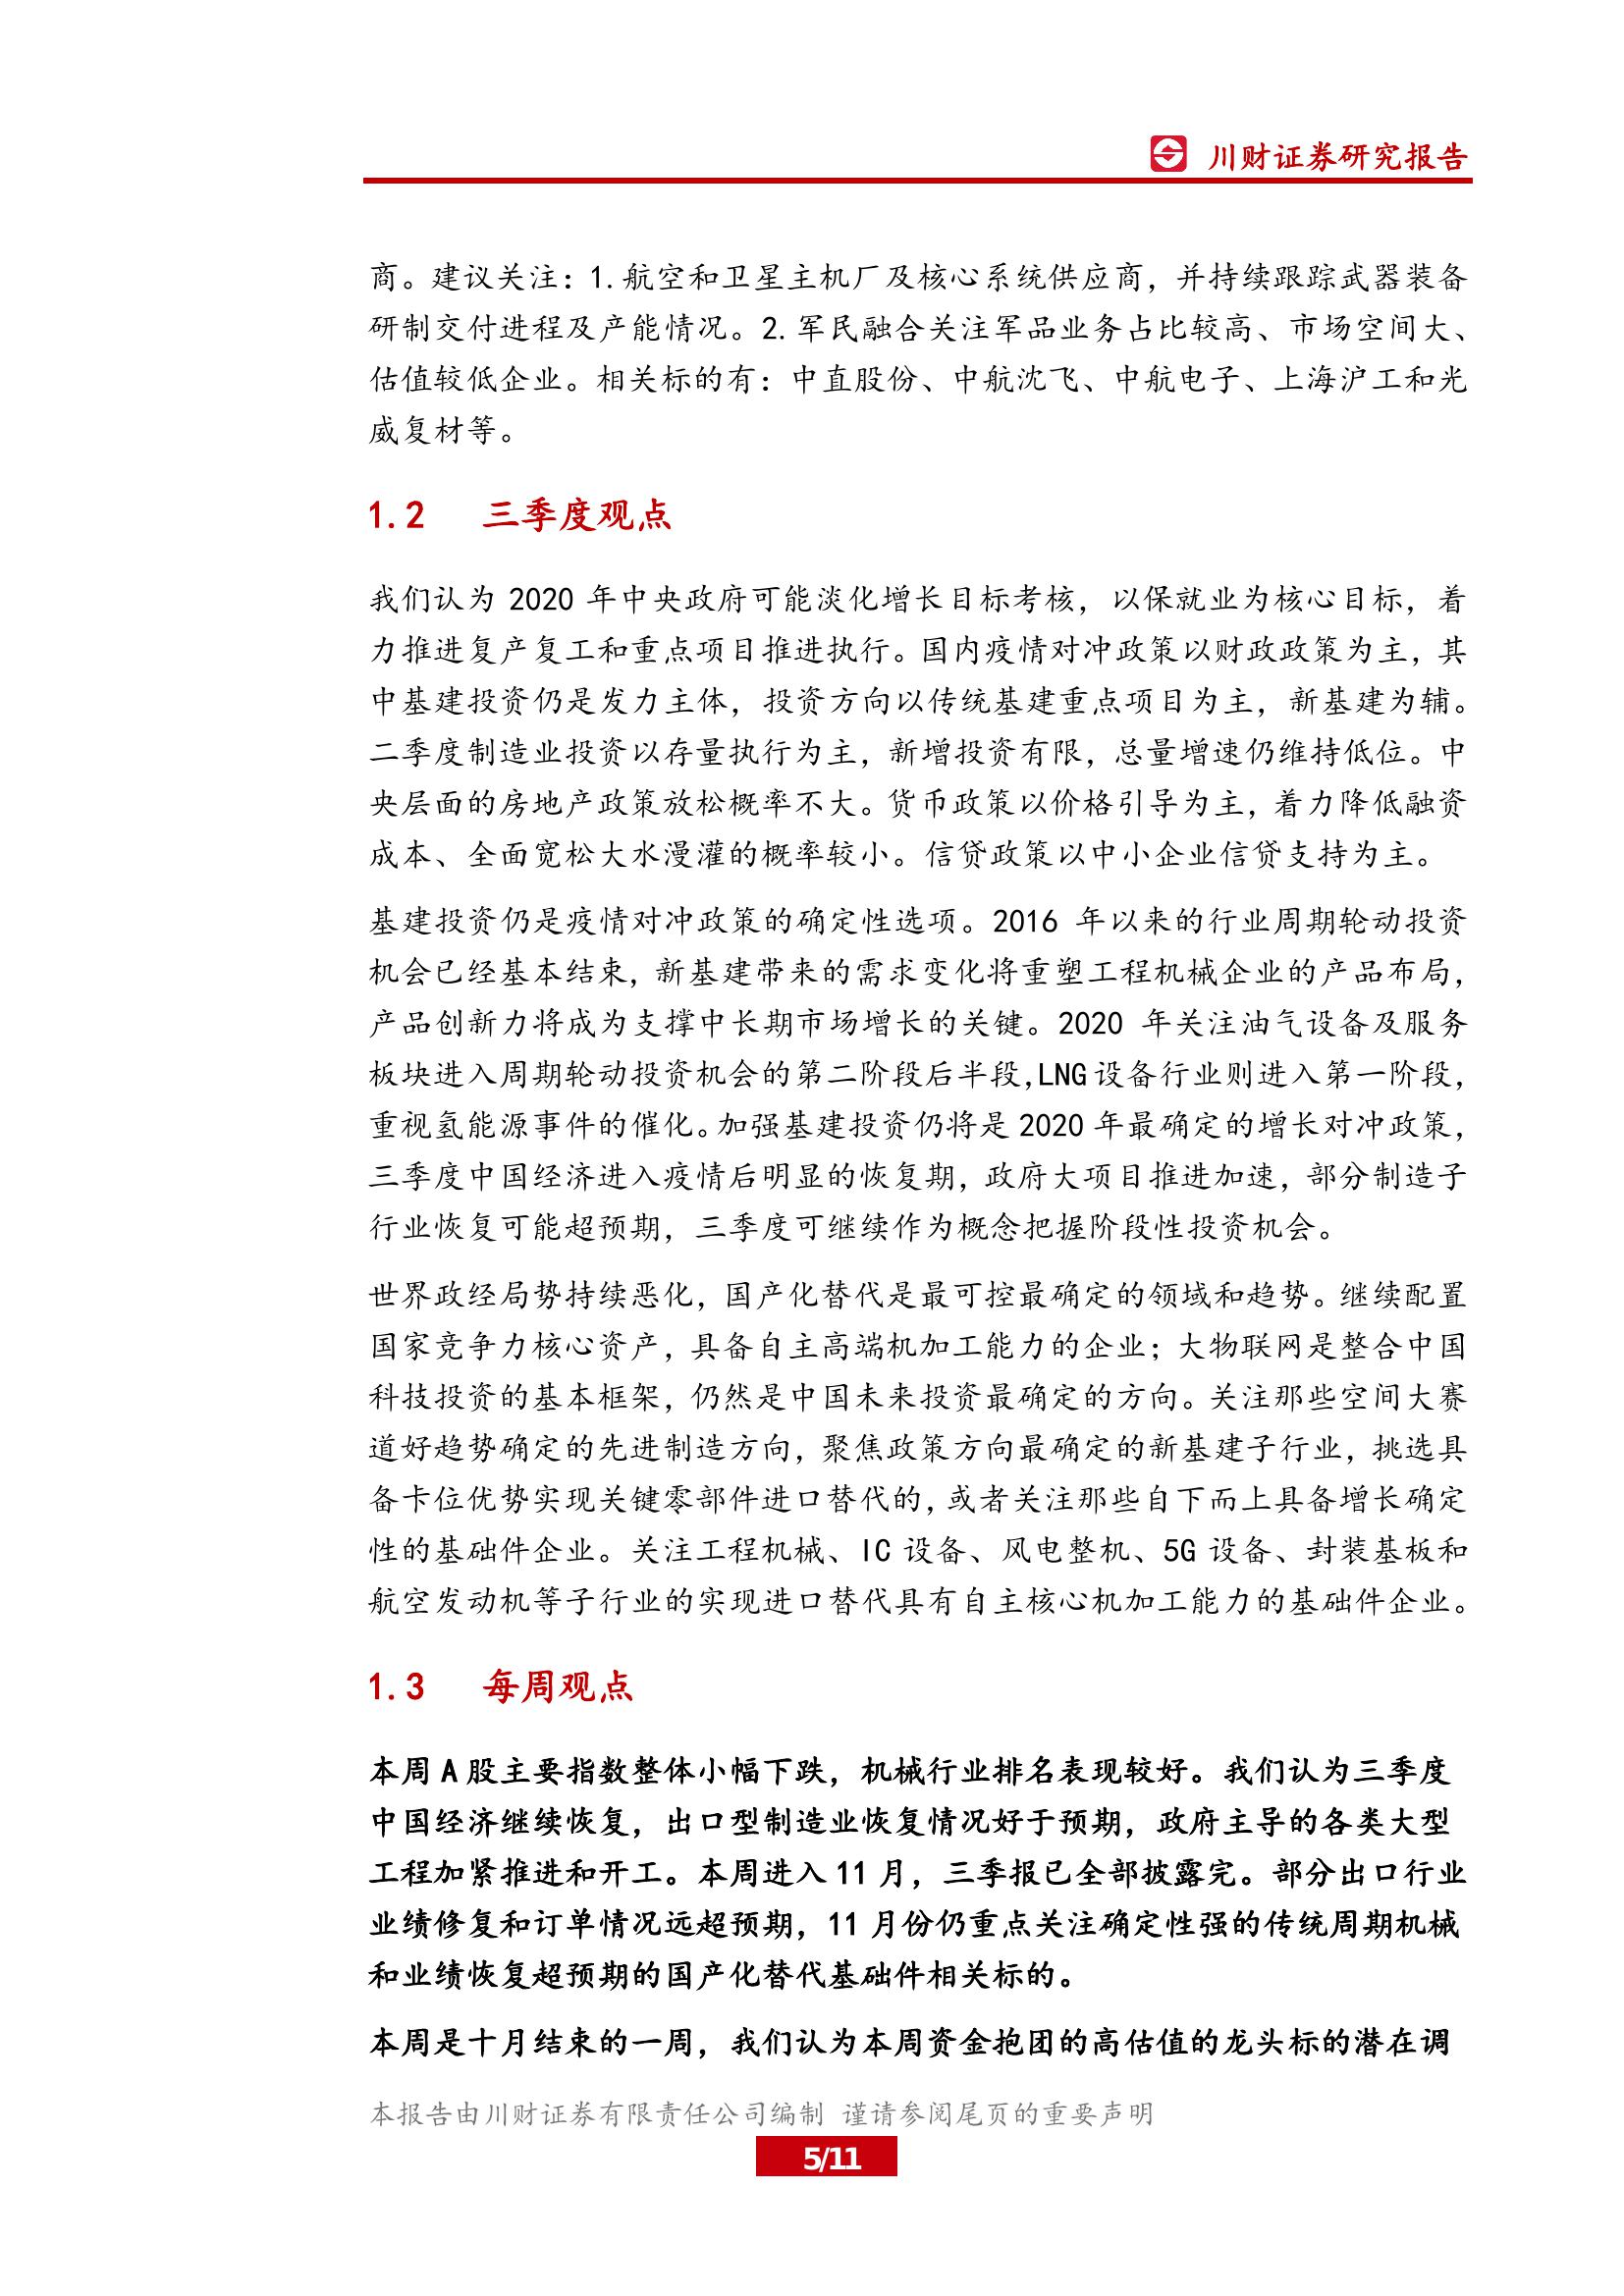 川财证券研究报告
商。建议关注：1.航空和卫星主机厂及核心系统供应商，并持续跟踪武器装备
研制交付进程及产能情况。2.军民融合关注军品业务占比较高、市场空间大、
估值较低企业。相关标的有：中直股份、中航沈飞、中航电子、上海沪工和光
威复材等。
1.2 三季度观点
我们认为 2020 年中央政府可能淡化增长目标考核，以保就业为核心目标，着
力推进复产复工和重点项目推进执行。国内疫情对冲政策以财政政策为主，其
中基建投资仍是发力主体，投资方向以传统基建重点项目为主，新基建为辅。
二季度制造业投资以存量执行为主，新增投资有限，总量增速仍维持低位。中
央层面的房地产政策放松概率不大。货币政策以价格引导为主，着力降低融资
成本、全面宽松大水漫灌的概率较小。信贷政策以中小企业信贷支持为主。
基建投资仍是疫情对冲政策的确定性选项。2016 年以来的行业周期轮动投资
机会已经基本结束，新基建带来的需求变化将重塑工程机械企业的产品布局，
产品创新力将成为支撑中长期市场增长的关键。2020 年关注油气设备及服务
板块进入周期轮动投资机会的第二阶段后半段，LNG 设备行业则进入第一阶段，
重视氢能源事件的催化。加强基建投资仍将是 2020 年最确定的增长对冲政策，
三季度中国经济进入疫情后明显的恢复期，政府大项目推进加速，部分制造子
行业恢复可能超预期，三季度可继续作为概念把握阶段性投资机会。
世界政经局势持续恶化，国产化替代是最可控最确定的领域和趋势。继续配置
国家竞争力核心资产，具备自主高端机加工能力的企业；大物联网是整合中国
科技投资的基本框架，仍然是中国未来投资最确定的方向。关注那些空间大赛
道好趋势确定的先进制造方向，聚焦政策方向最确定的新基建子行业，挑选具
备卡位优势实现关键零部件进口替代的，或者关注那些自下而上具备增长确定
性的基础件企业。关注工程机械、IC 设备、风电整机、5G 设备、封装基板和
航空发动机等子行业的实现进口替代具有自主核心机加工能力的基础件企业。
1.3 每周观点
本周 A 股主要指数整体小幅下跌，机械行业排名表现较好。我们认为三季度
中国经济继续恢复，出口型制造业恢复情况好于预期，政府主导的各类大型
工程加紧推进和开工。本周进入 11 月，三季报已全部披露完。部分出口行业
业绩修复和订单情况远超预期，11 月份仍重点关注确定性强的传统周期机械
和业绩恢复超预期的国产化替代基础件相关标的。
本周是十月结束的一周，我们认为本周资金抱团的高估值的龙头标的潜在调
本报告由川财证券有限责任公司编制 谨请参阅尾页的重要声明
5/11